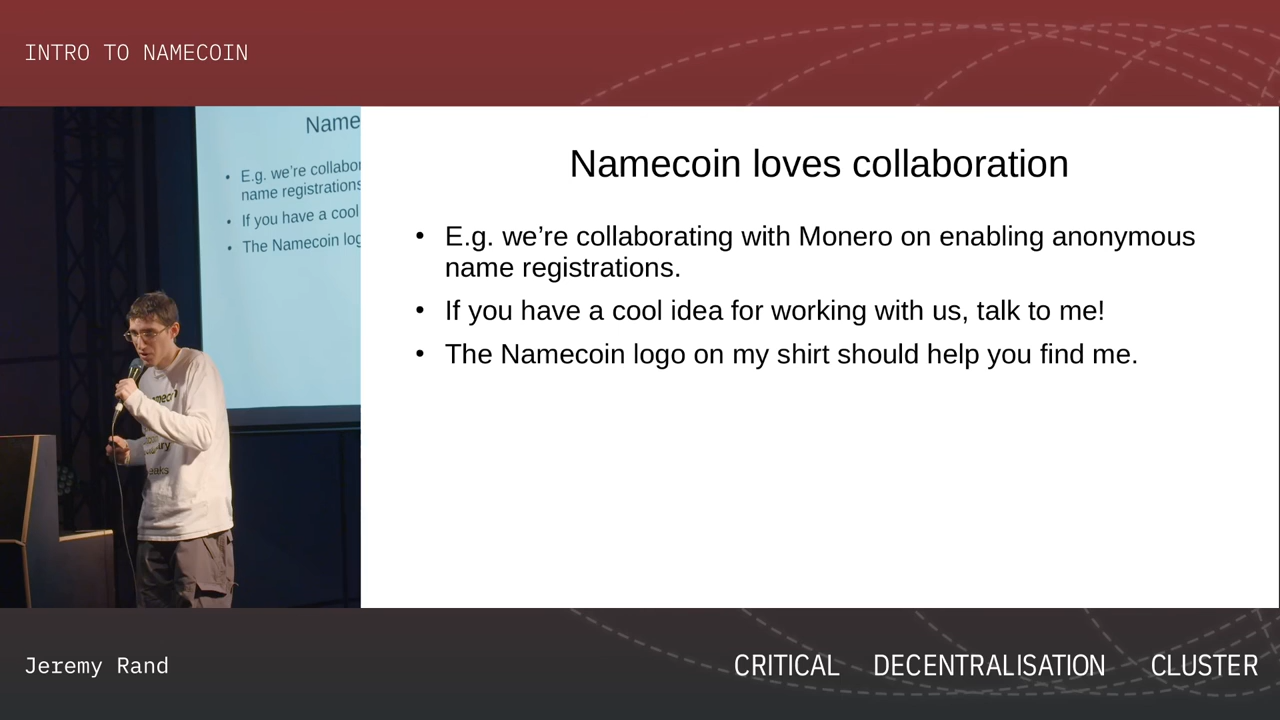 INTRO TO NAMECOIN
Name
E.g. we're collabor
name registrations
If you have a cool
The Namecoin log
Namecoin loves collaboration
• E.g. we’re collaborating with Monero on enabling anonymous
name registrations.
• If you have a cool idea for working with us, talk to me!
• The Namecoin logo on my shirt should help you find me.
Jeremy Rand
CRITICAL DECENTRALISATION CLUSTER